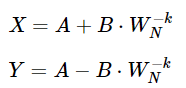 X = A + B · W_N^{-k}
Y = A − B · W_N^{-k}